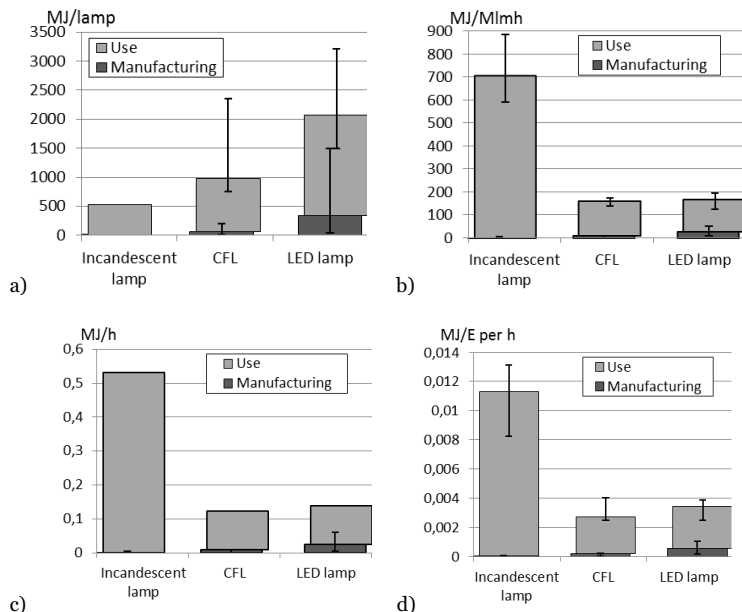 MJ/lamp
3500
3000
2500
2000
1500
1000
500
0
Use
Manufacturing
Incandescent
lamp
CFL
LED lamp
a)
MJ/Mlmh
900
800
700
600
500
400
300
200
100
0
Use
Manufacturing
Incandescent
lamp
CFL
LED lamp
b)
MJ/h
0,6
0,5
0,4
0,3
0,2
0,1
0
Use
Manufacturing
Incandescent
lamp
CFL
LED lamp
c)
MJ/E per h
0,014
0,012
0,01
0,008
0,006
0,004
0,002
0
Use
Manufacturing
Incandescent
lamp
CFL
LED lamp
d)